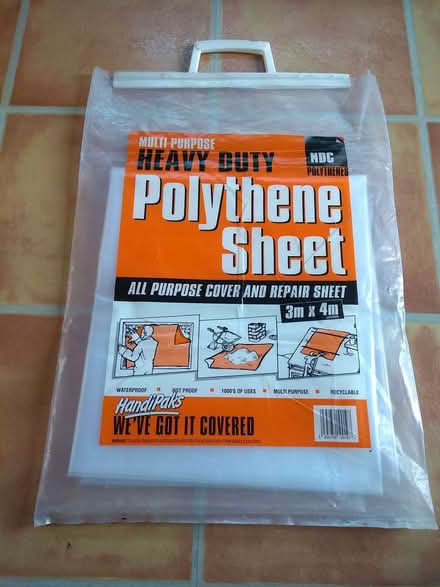 MULTI-PURPOSE
HEAVY DUTY
NDC
POLYTHENES
Polythene
Sheet
ALL PURPOSE COVER AND REPAIR SHEET
3m x 4m
WATERPROOF ▪ ROT PROOF ▪ 1000'S OF USES ▪ MULTI PURPOSE ▪ RECYCLABLE
HandiPaks
WE'VE GOT IT COVERED